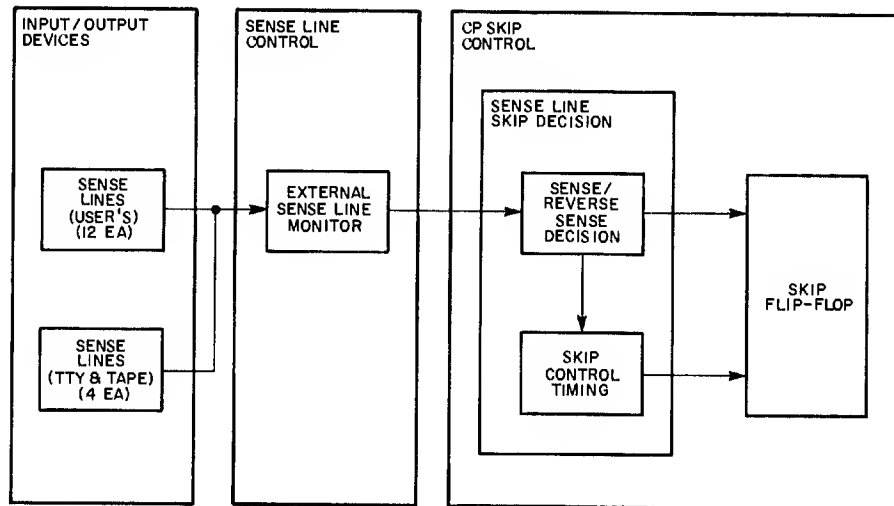 INPUT/OUTPUT
DEVICES
SENSE
LINES
(USER'S)
(12 EA)
SENSE
LINES
(TTY & TAPE)
(4 EA)
SENSE LINE
CONTROL
EXTERNAL
SENSE LINE
MONITOR
CP SKIP
CONTROL
SENSE LINE
SKIP DECISION
SENSE/
REVERSE
SENSE
DECISION
SKIP
CONTROL
TIMING
SKIP
FLIP-FLOP